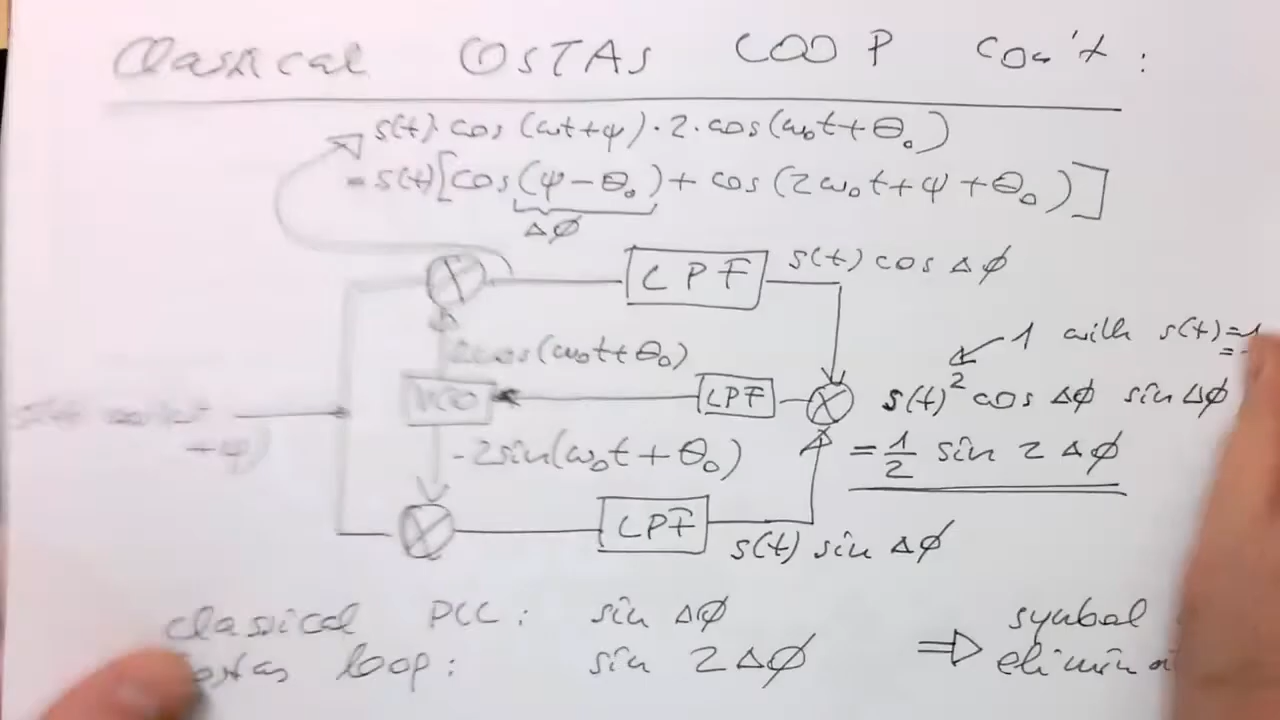 Classical COSTAS LOOP con't :
s(t) · cos (ωt+ψ) · 2 · cos(ω₀t+Θ₀)
= s(t)[cos(ψ-Θ₀) + cos(2ω₀t+ψ+Θ₀)]
Δϕ
LPF
s(t) cos Δϕ
1 with s(t)=
2cos(ω₀t+Θ₀)
VCO
LPF
s(t)² cos Δϕ sin Δϕ
+ψ)
-2sin(ω₀t+Θ₀)
= 1/2 sin 2Δϕ
LPF
s(t) sin Δϕ
classical PLL : sin Δϕ
loop : sin 2Δϕ
⇒ symbol